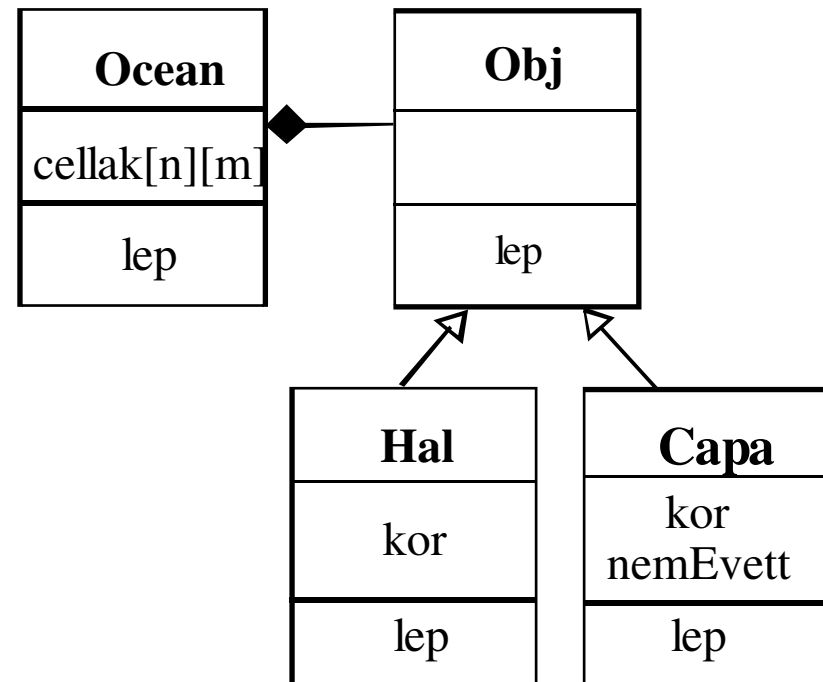 Ocean
cellak[n][m]
lep
Obj
lep
Hal
kor
lep
Capa
kor
nemEvett
lep